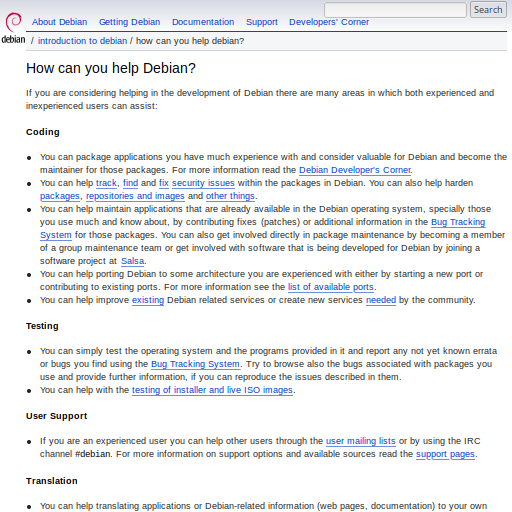 Search
About Debian Getting Debian Documentation Support Developers' Corner
debian
/ introduction to debian / how can you help debian?
How can you help Debian?
If you are considering helping in the development of Debian there are many areas in which both experienced and
inexperienced users can assist:
Coding
• You can package applications you have much experience with and consider valuable for Debian and become the
maintainer for those packages. For more information read the Debian Developer's Corner.
• You can help track, find and fix security issues within the packages in Debian. You can also help harden
packages, repositories and images and other things.
• You can help maintain applications that are already available in the Debian operating system, specially those
you use much and know about, by contributing fixes (patches) or additional information in the Bug Tracking
System for those packages. You can also get involved directly in package maintenance by becoming a member
of a group maintenance team or get involved with software that is being developed for Debian by joining a
software project at Salsa.
• You can help porting Debian to some architecture you are experienced with either by starting a new port or
contributing to existing ports. For more information see the list of available ports.
• You can help improve existing Debian related services or create new services needed by the community.
Testing
• You can simply test the operating system and the programs provided in it and report any not yet known errata
or bugs you find using the Bug Tracking System. Try to browse also the bugs associated with packages you
use and provide further information, if you can reproduce the issues described in them.
• You can help with the testing of installer and live ISO images.
User Support
• If you are an experienced user you can help other users through the user mailing lists or by using the IRC
channel #debian. For more information on support options and available sources read the support pages.
Translation
• You can help translating applications or Debian-related information (web pages, documentation) to your own